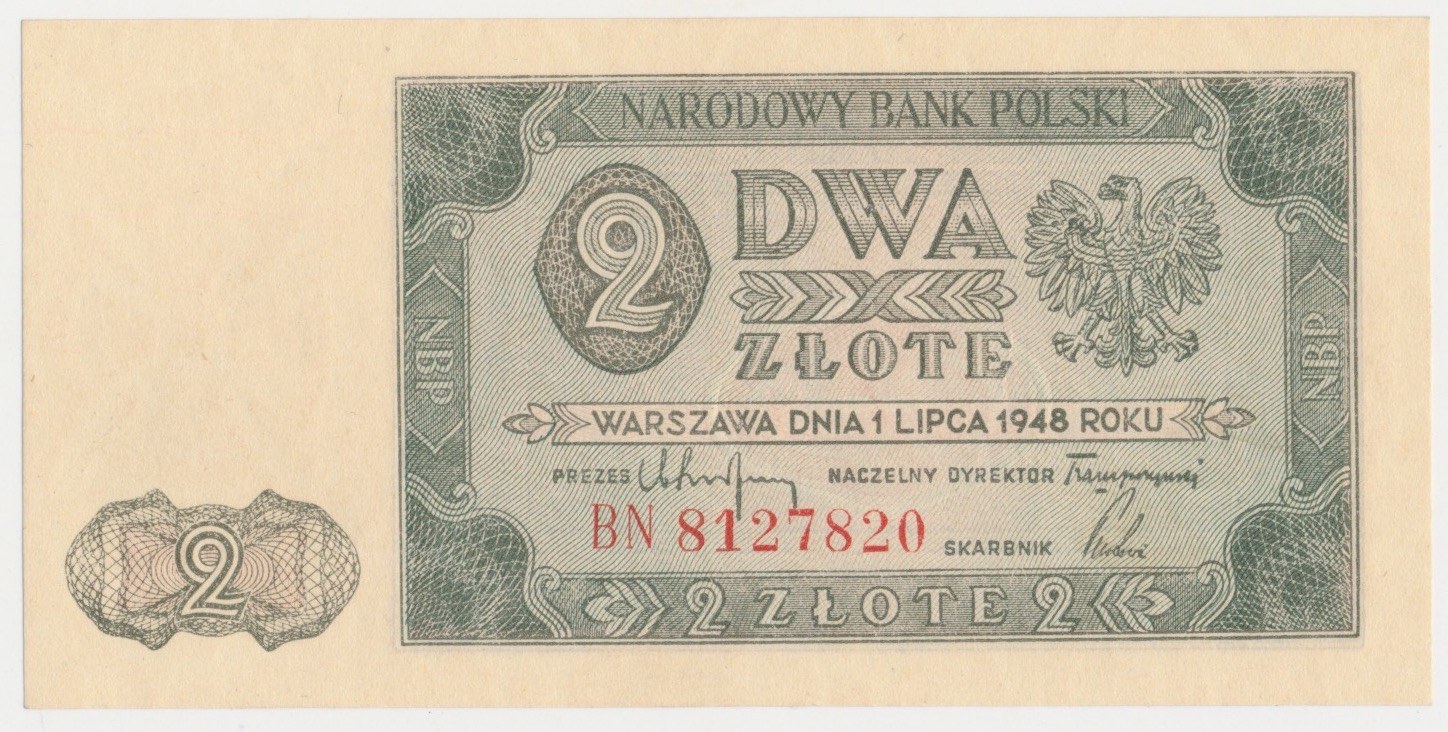 NARODOWY BANK POLSKI
2 DWA
ZŁOTE
NBP
NBP
WARSZAWA DNIA 1 LIPCA 1948 ROKU
PREZES NACZELNY DYREKTOR
BN 8127820 SKARBNIK
2 ZŁOTE 2
2